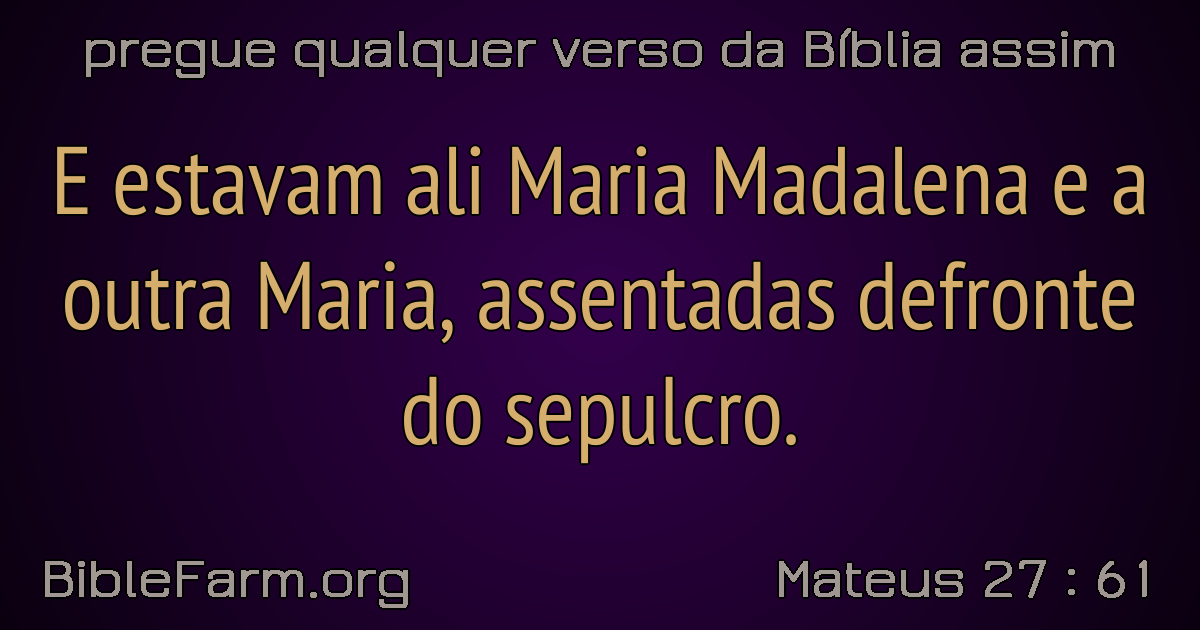 pregue qualquer verso da Bíblia assim
E estavam ali Maria Madalena e a
outra Maria, assentadas defronte
do sepulcro.
BibleFarm.org
Mateus 27 : 61